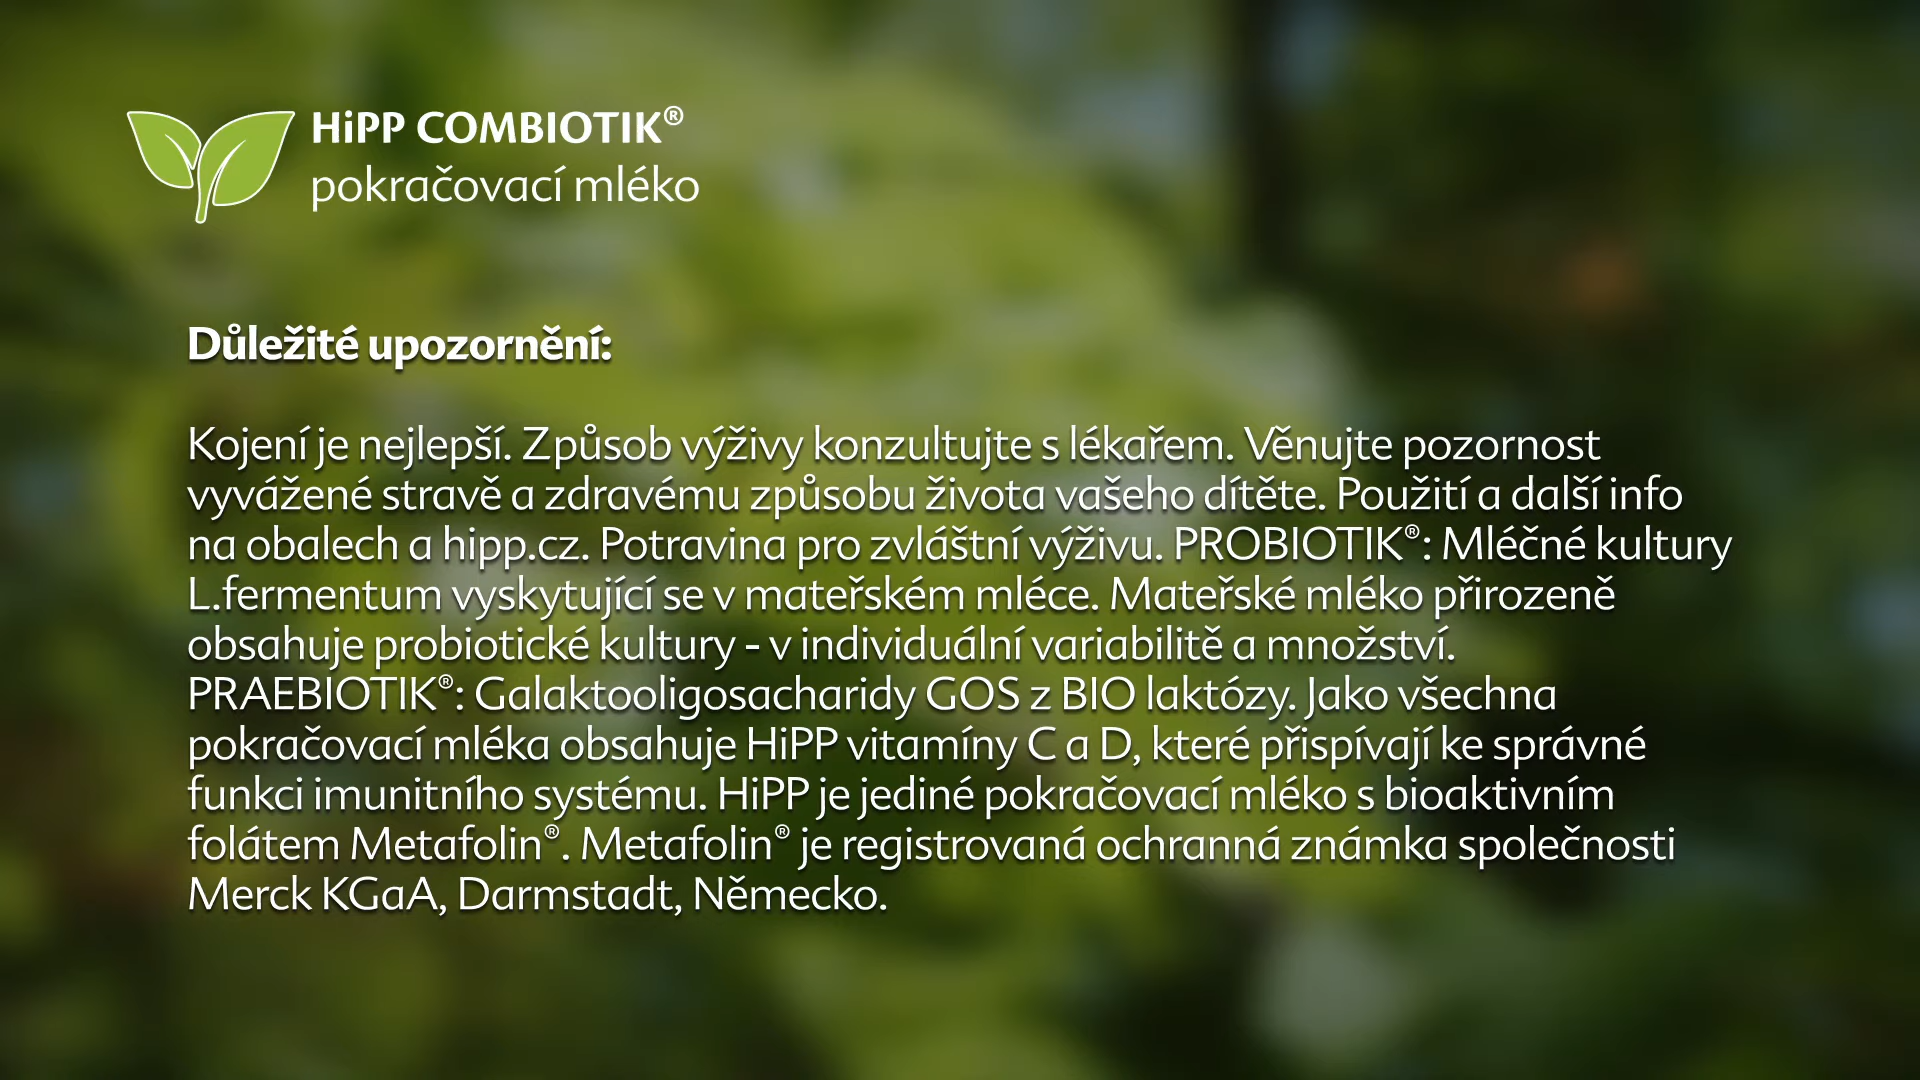 HiPP COMBIOTIK®
pokračovací mléko
Důležité upozornění:
Kojení je nejlepší. Způsob výživy konzultujte s lékařem. Věnujte pozornost
vyvážené stravě a zdravému způsobu života vašeho dítěte. Použití a další info
na obalech a hipp.cz. Potravina pro zvláštní výživu. PROBIOTIK®: Mléčné kultury
L.fermentum vyskytující se v mateřském mléce. Mateřské mléko přirozeně
obsahuje probiotické kultury - v individuální variabilitě a množství.
PRAEBIOTIK®: Galaktooligosacharidy GOS z BIO laktózy. Jako všechna
pokračovací mléka obsahuje HiPP vitamíny C a D, které přispívají ke správné
funkci imunitního systému. HiPP je jediné pokračovací mléko s bioaktivním
folátem Metafolin®. Metafolin® je registrovaná ochranná známka společnosti
Merck KGaA, Darmstadt, Německo.